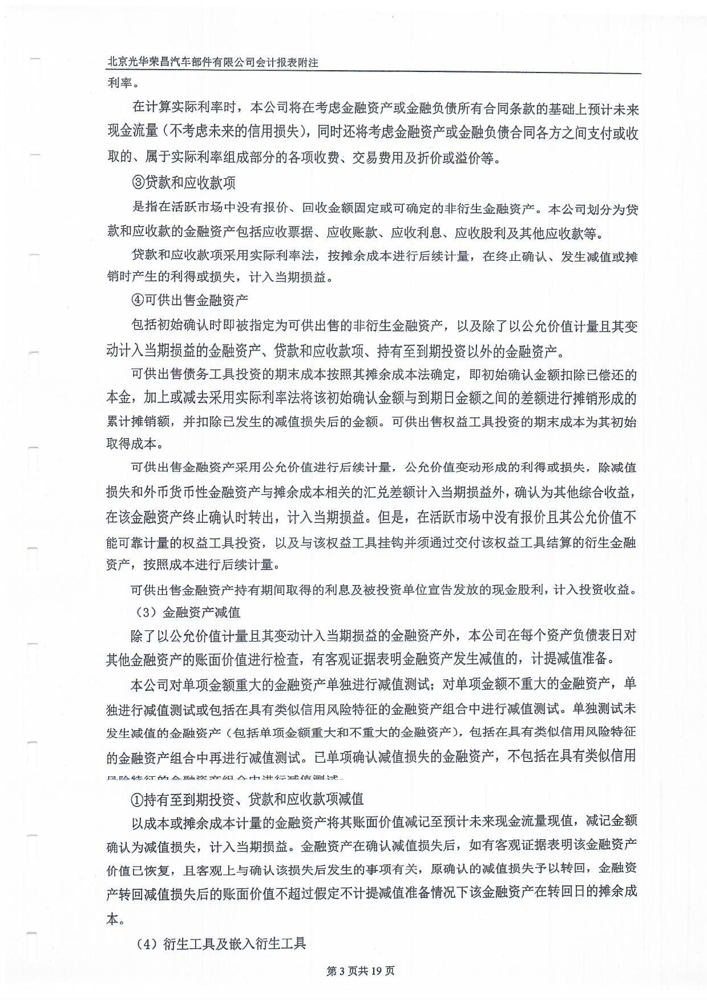 北京光华荣昌汽车部件有限公司会计报表附注
利率。
在计算实际利率时，本公司将在考虑金融资产或金融负债所有合同条款的基础上预计未来
现金流量（不考虑未来的信用损失），同时还将考虑金融资产或金融负债合同各方之间支付或收
取的、属于实际利率组成部分的各项收费、交易费用及折价或溢价等。
③贷款和应收款项
是指在活跃市场中没有报价、回收金额固定或可确定的非衍生金融资产。本公司划分为贷
款和应收款的金融资产包括应收票据、应收账款、应收利息、应收股利及其他应收款等。
贷款和应收款项采用实际利率法，按摊余成本进行后续计量，在终止确认、发生减值或摊
销时产生的利得或损失，计入当期损益。
④可供出售金融资产
包括初始确认时即被指定为可供出售的非衍生金融资产，以及除了以公允价值计量且其变
动计入当期损益的金融资产、贷款和应收款项、持有至到期投资以外的金融资产。
可供出售债务工具投资的期末成本按照其摊余成本法确定，即初始确认金额扣除已偿还的
本金，加上或减去采用实际利率法将该初始确认金额与到期日金额之间的差额进行摊销形成的
累计摊销额，并扣除已发生的减值损失后的金额。可供出售权益工具投资的期末成本为其初始
取得成本。
可供出售金融资产采用公允价值进行后续计量，公允价值变动形成的利得或损失，除减值
损失和外币货币性金融资产与摊余成本相关的汇兑差额计入当期损益外，确认为其他综合收益，
在该金融资产终止确认时转出，计入当期损益。但是，在活跃市场中没有报价且其公允价值不
能可靠计量的权益工具投资，以及与该权益工具挂钩并须通过交付该权益工具结算的衍生金融
资产，按照成本进行后续计量。
可供出售金融资产持有期间取得的利息及被投资单位宣告发放的现金股利，计入投资收益。
（3）金融资产减值
除了以公允价值计量且其变动计入当期损益的金融资产外，本公司在每个资产负债表日对
其他金融资产的账面价值进行检查，有客观证据表明金融资产发生减值的，计提减值准备。
本公司对单项金额重大的金融资产单独进行减值测试；对单项金额不重大的金融资产，单
独进行减值测试或包括在具有类似信用风险特征的金融资产组合中进行减值测试。单独测试未
发生减值的金融资产（包括单项金额重大和不重大的金融资产），包括在具有类似信用风险特征
的金融资产组合中再进行减值测试。已单项确认减值损失的金融资产，不包括在具有类似信用
风险特征的金融资产组合中进行减值测试。
①持有至到期投资、贷款和应收款项减值
以成本或摊余成本计量的金融资产将其账面价值减记至预计未来现金流量现值，减记金额
确认为减值损失，计入当期损益。金融资产在确认减值损失后，如有客观证据表明该金融资产
价值已恢复，且客观上与确认该损失后发生的事项有关，原确认的减值损失予以转回，金融资
产转回减值损失后的账面价值不超过假定不计提减值准备情况下该金融资产在转回日的摊余成
本。
（4）衍生工具及嵌入衍生工具
第 3 页共 19 页